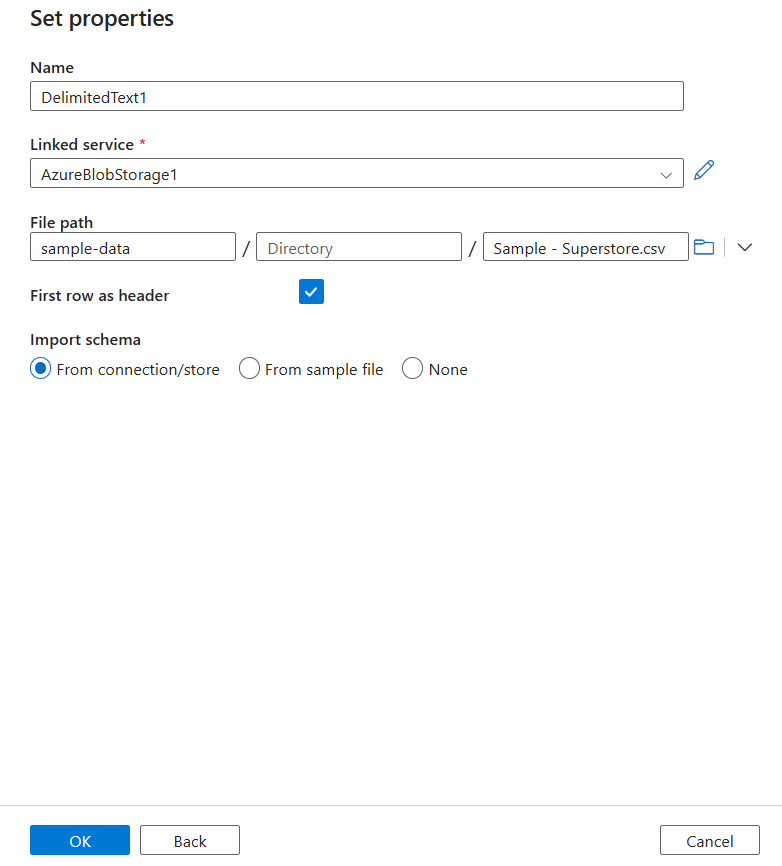 Set properties
Name
DelimitedText1
Linked service *
AzureBlobStorage1
File path
sample-data / Directory / Sample - Superstore.csv
First row as header
Import schema
From connection/store From sample file None
OK Back Cancel